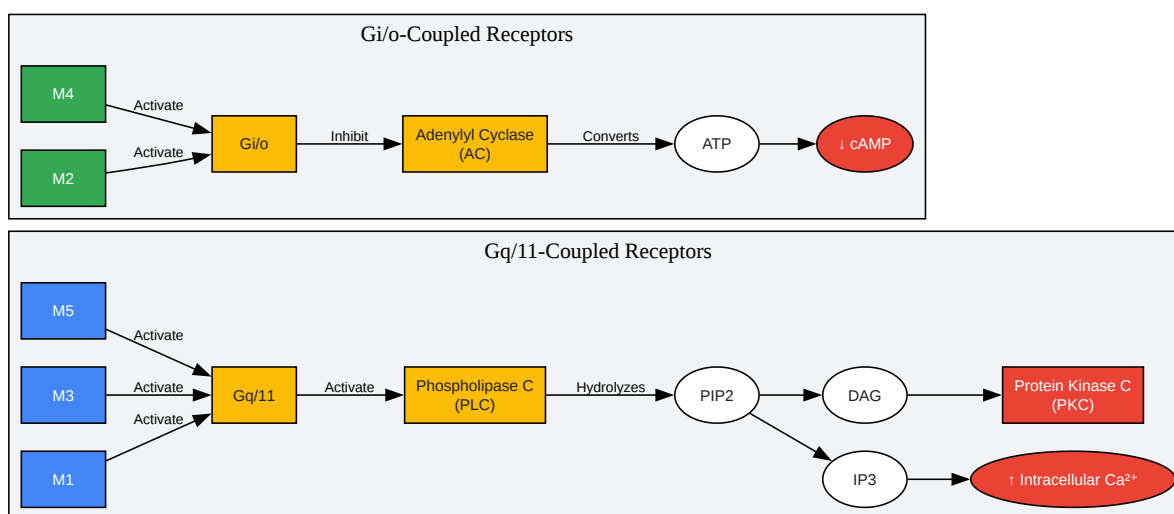 Gi/o-Coupled Receptors
M4
Activate
M2
Activate
Gi/o
Inhibit
Adenylyl Cyclase
(AC)
Converts
ATP
↓ cAMP
Gq/11-Coupled Receptors
M5
Activate
M3
Activate
M1
Activate
Gq/11
Activate
Phospholipase C
(PLC)
Hydrolyzes
PIP2
DAG
Protein Kinase C
(PKC)
IP3
↑ Intracellular Ca²⁺